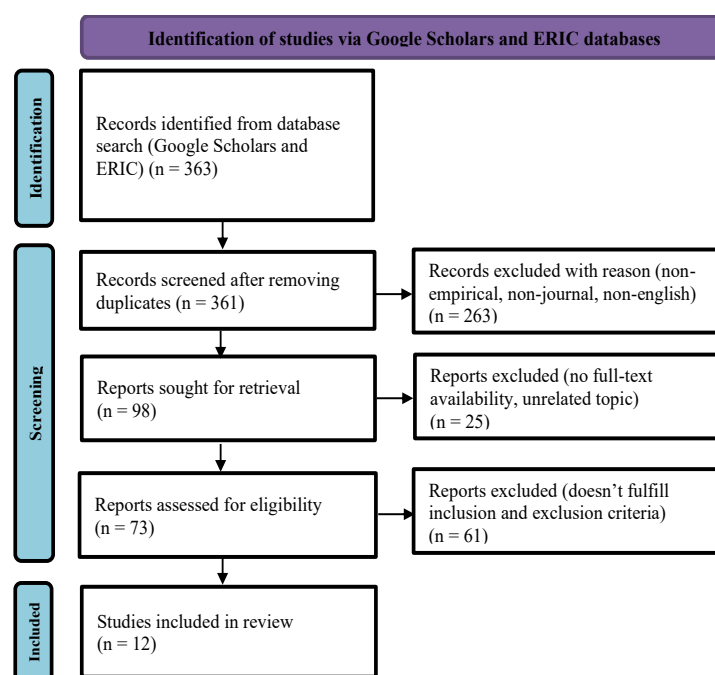 Identification of studies via Google Scholars and ERIC databases
Identification
Records identified from database
search (Google Scholars and
ERIC) (n = 363)
Screening
Records screened after removing
duplicates (n = 361)
Records excluded with reason (non-
empirical, non-journal, non-english)
(n = 263)
Reports sought for retrieval
(n = 98)
Reports excluded (no full-text
availability, unrelated topic)
(n = 25)
Reports assessed for eligibility
(n = 73)
Reports excluded (doesn’t fulfill
inclusion and exclusion criteria)
(n = 61)
Included
Studies included in review
(n = 12)